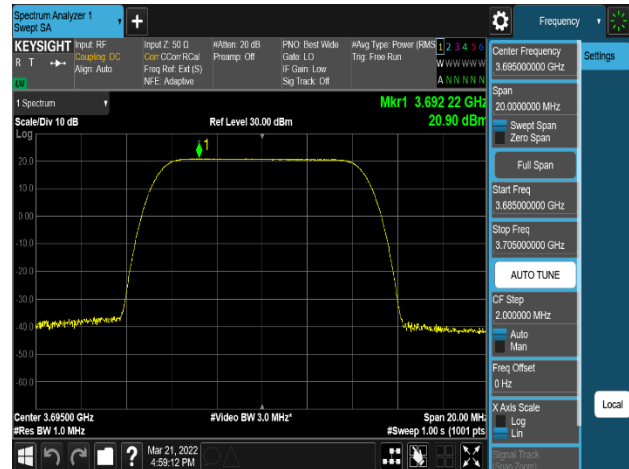 Spectrum Analyzer 1
Swept SA
Frequency
KEYSIGHT
R T
LXI
Input: RF
Coupling: DC
Align: Auto
Input Z: 50 Ω
Corr CCorr RCal
Freq Ref: Ext (S)
NFE: Adaptive
#Atten: 20 dB
Preamp: Off
PNO: Best Wide
Gate: LO
IF Gain: Low
Sig Track: Off
#Avg Type: Power (RMS
Trig: Free Run
1 2 3 4 5 6
W W W W W W
A N N N N N
Center Frequency
3.695000000 GHz
Settings
Span
20.0000000 MHz
Swept Span
Zero Span
Full Span
Start Freq
3.685000000 GHz
Stop Freq
3.705000000 GHz
AUTO TUNE
CF Step
2.000000 MHz
Auto
Man
Freq Offset
0 Hz
X Axis Scale
Log
Lin
Signal Track
(Span Zoom)
Local
1 Spectrum
Scale/Div 10 dB
Ref Level 30.00 dBm
Mkr1 3.692 22 GHz
20.90 dBm
Log
1
20.0
10.0
0.00
-10.0
-20.0
-30.0
-40.0
-50.0
-60.0
Center 3.69500 GHz
#Video BW 3.0 MHz*
Span 20.00 MHz
#Res BW 1.0 MHz
#Sweep 1.00 s (1001 pts
?
Mar 21, 2022
4:59:12 PM